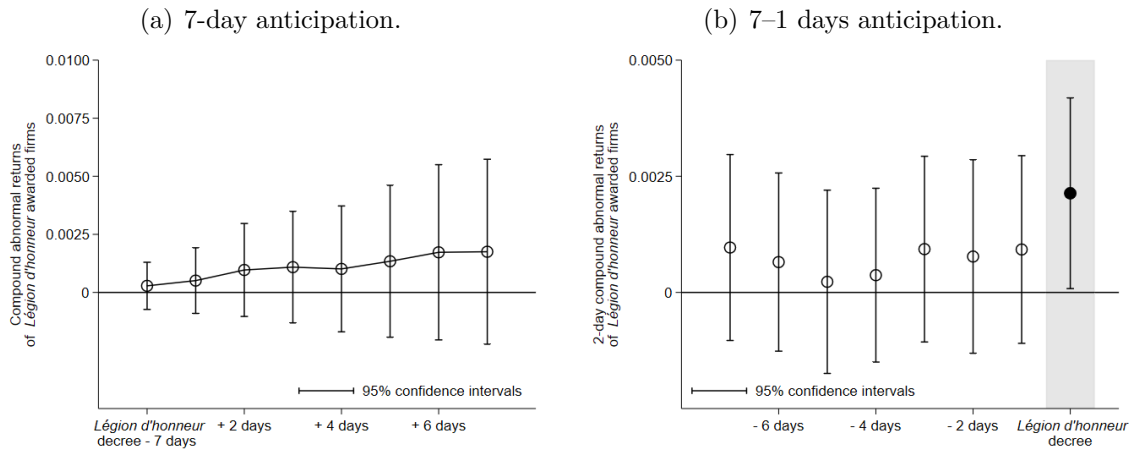 (a) 7-day anticipation.
0.0100
0.0075
0.0050
0.0025
0
Compound abnormal returns
of Légion d'honneur awarded firms
95% confidence intervals
Légion d'honneur
decree - 7 days
+ 2 days
+ 4 days
+ 6 days
(b) 7–1 days anticipation.
0.0050
0.0025
0
2-day compound abnormal returns
of Légion d'honneur awarded firms
95% confidence intervals
- 6 days
- 4 days
- 2 days
Légion d'honneur
decree